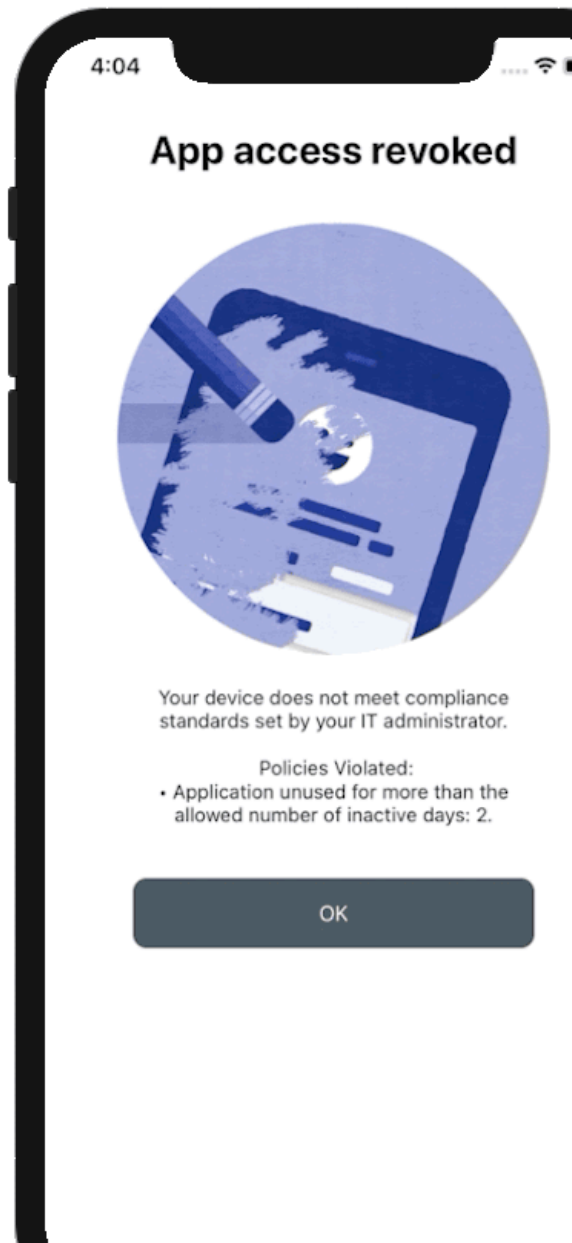 4:04
App access revoked
Your device does not meet compliance
standards set by your IT administrator.
Policies Violated:
• Application unused for more than the
allowed number of inactive days: 2.
OK